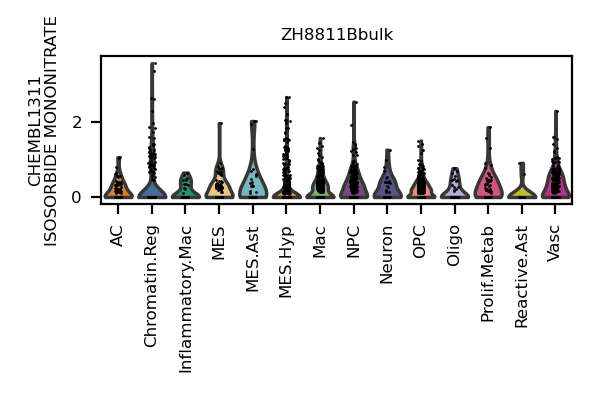 ZH8811Bbulk
CHEMBL1311
ISOSORBIDE MONONITRATE
2
0
AC
Chromatin.Reg
Inflammatory.Mac
MES
MES.Ast
MES.Hyp
Mac
NPC
Neuron
OPC
Oligo
Prolif.Metab
Reactive.Ast
Vasc